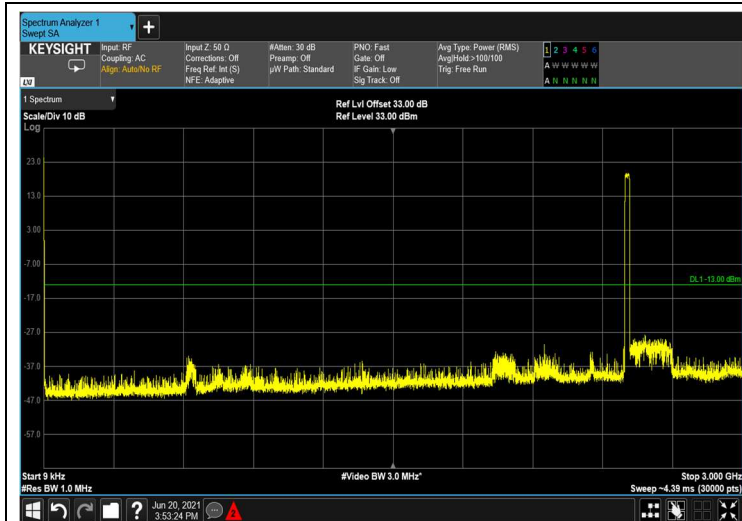 Spectrum Analyzer 1
Swept SA
KEYSIGHT
LXI
Input: RF
Coupling: AC
Align: Auto/No RF
Input Z: 50 Ω
Corrections: Off
Freq Ref: Int (S)
NFE: Adaptive
#Atten: 30 dB
Preamp: Off
µW Path: Standard
PNO: Fast
Gate: Off
IF Gain: Low
Sig Track: Off
Avg Type: Power (RMS)
Avg|Hold:>100/100
Trig: Free Run
1 2 3 4 5 6
A W W W W W
A N N N N N
1 Spectrum
Scale/Div 10 dB
Log
Ref Lvl Offset 33.00 dB
Ref Level 33.00 dBm
23.0
13.0
3.00
-7.00
DL1 -13.00 dBm
-17.0
-27.0
-37.0
-47.0
-57.0
Start 9 kHz
#Video BW 3.0 MHz*
Stop 3.000 GHz
#Res BW 1.0 MHz
Sweep ~4.39 ms (30000 pts)
Jun 20, 2021
3:53:24 PM